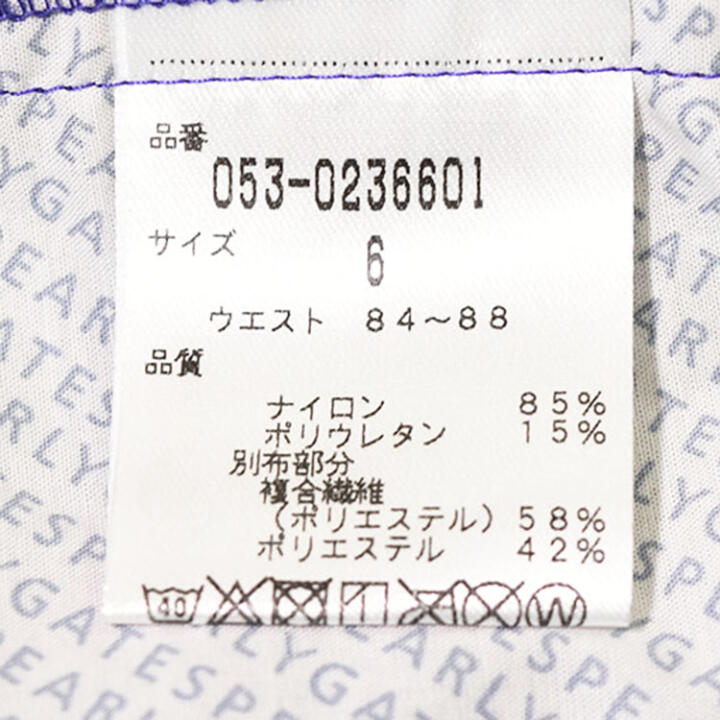 品番
053-0236601
サイズ 6
ウエスト 84～88
品質
ナイロン 85%
ポリウレタン 15%
別布部分
複合繊維
(ポリエステル) 58%
ポリエステル 42%
40 W
PEARLYGATES